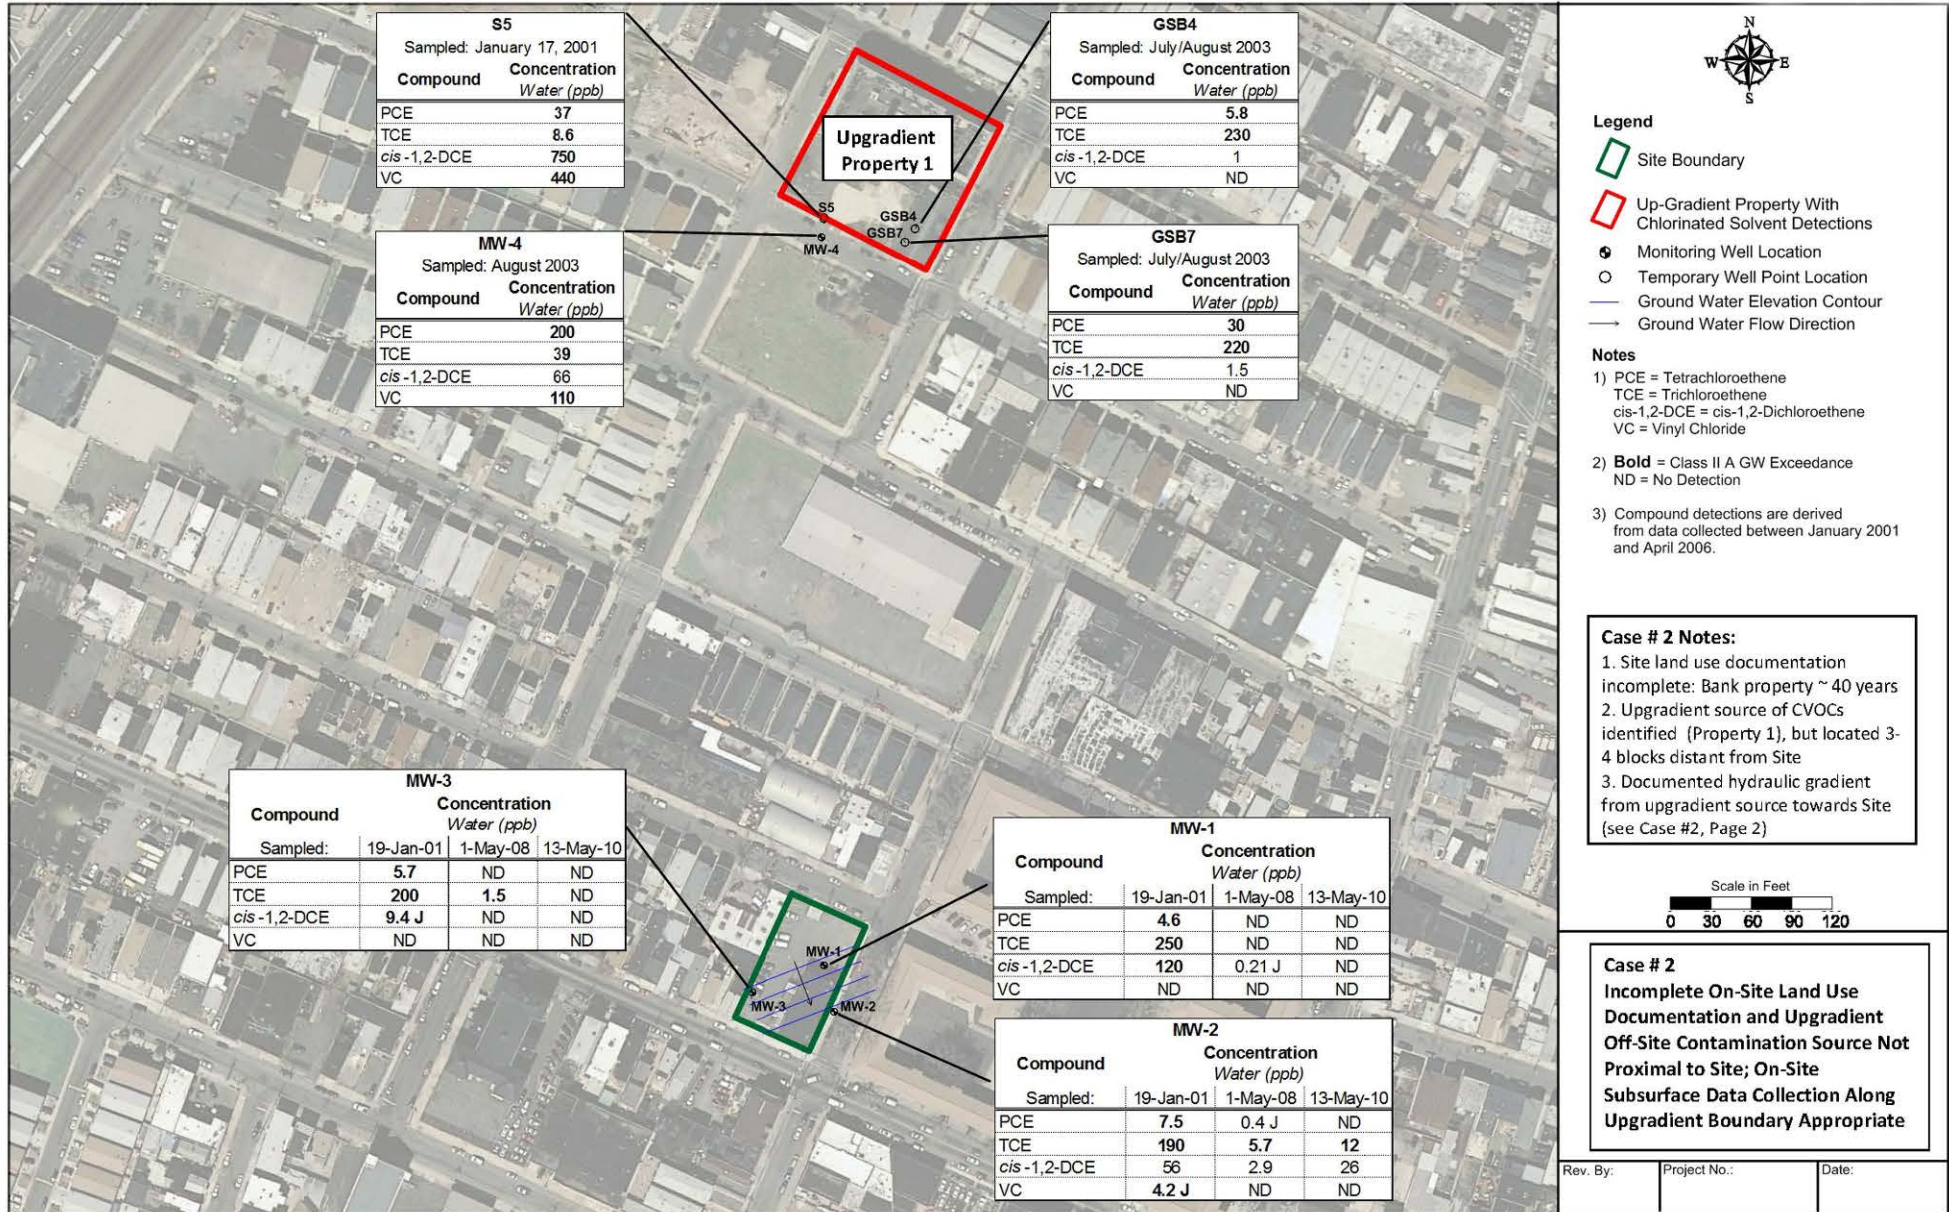 S5
Sampled: January 17, 2001
Compound Concentration
Water (ppb)
PCE 37
TCE 8.6
cis-1,2-DCE 750
VC 440
GSB4
Sampled: July/August 2003
Compound Concentration
Water (ppb)
PCE 5.8
TCE 230
cis-1,2-DCE 1
VC ND
Upgradient
Property 1
S5
GSB4
GSB7
MW-4
MW-4
Sampled: August 2003
Compound Concentration
Water (ppb)
PCE 200
TCE 39
cis-1,2-DCE 66
VC 110
GSB7
Sampled: July/August 2003
Compound Concentration
Water (ppb)
PCE 30
TCE 220
cis-1,2-DCE 1.5
VC ND
MW-3
Compound Concentration
Water (ppb)
Sampled: 19-Jan-01 1-May-08 13-May-10
PCE 5.7 ND ND
TCE 200 1.5 ND
cis-1,2-DCE 9.4 J ND ND
VC ND ND ND
MW-1
Compound Concentration
Water (ppb)
Sampled: 19-Jan-01 1-May-08 13-May-10
PCE 4.6 ND ND
TCE 250 ND ND
cis-1,2-DCE 120 0.21 J ND
VC ND ND ND
MW-1
MW-3
MW-2
MW-2
Compound Concentration
Water (ppb)
Sampled: 19-Jan-01 1-May-08 13-May-10
PCE 7.5 0.4 J ND
TCE 190 5.7 12
cis-1,2-DCE 56 2.9 26
VC 4.2 J ND ND
N
W E
S
Legend
Site Boundary
Up-Gradient Property With
Chlorinated Solvent Detections
Monitoring Well Location
Temporary Well Point Location
Ground Water Elevation Contour
Ground Water Flow Direction
Notes
1) PCE = Tetrachloroethene
TCE = Trichloroethene
cis-1,2-DCE = cis-1,2-Dichloroethene
VC = Vinyl Chloride
2) Bold = Class II A GW Exceedance
ND = No Detection
3) Compound detections are derived
from data collected between January 2001
and April 2006.
Case # 2 Notes:
1. Site land use documentation
incomplete: Bank property ~ 40 years
2. Upgradient source of CVOCs
identified (Property 1), but located 3-
4 blocks distant from Site
3. Documented hydraulic gradient
from upgradient source towards Site
(see Case #2, Page 2)
Scale in Feet
0 30 60 90 120
Case # 2
Incomplete On-Site Land Use
Documentation and Upgradient
Off-Site Contamination Source Not
Proximal to Site; On-Site
Subsurface Data Collection Along
Upgradient Boundary Appropriate
Rev. By: Project No.: Date: